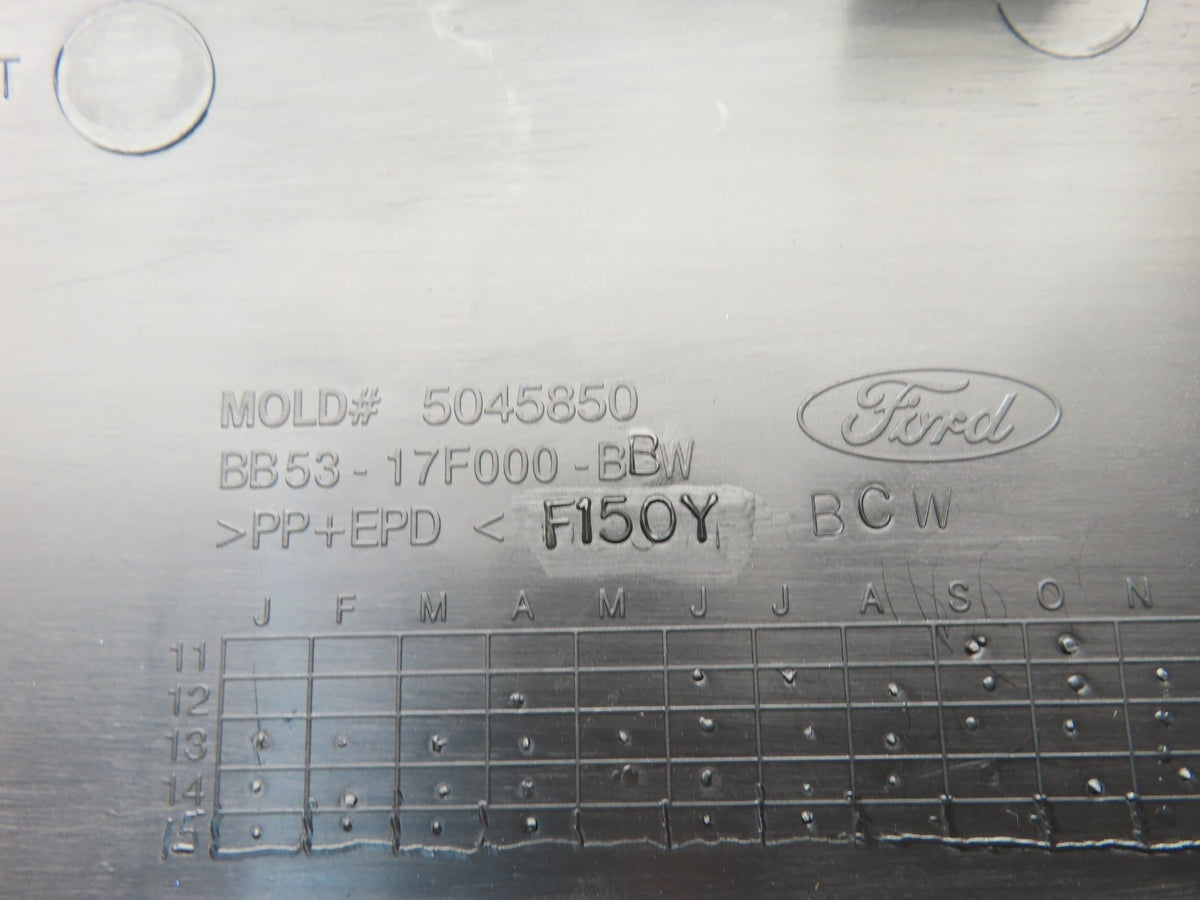 T
MOLD# 5045850
Ford
BB53-17F000-BBW
>PP+EPD < F150Y BCW
J F M A M J J A S O N
11
12
13
14
15